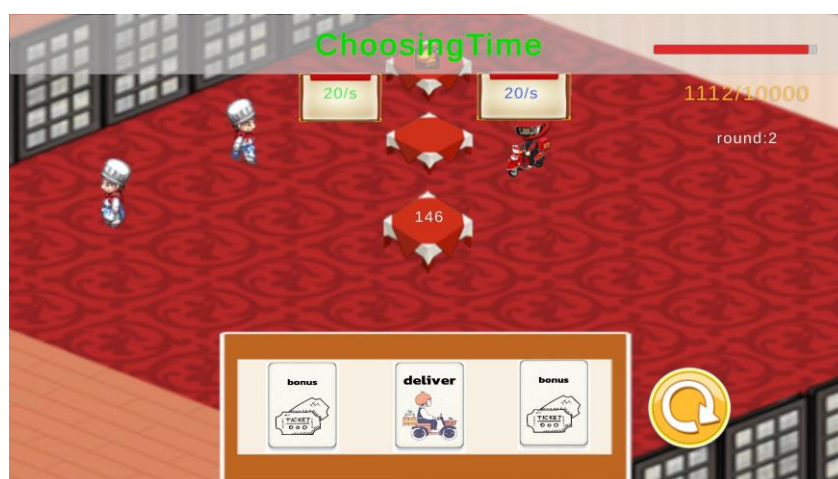 ChoosingTime
20/s
20/s
1112/10000
round:2
146
bonus
deliver
bonus
TICKET
TICKET